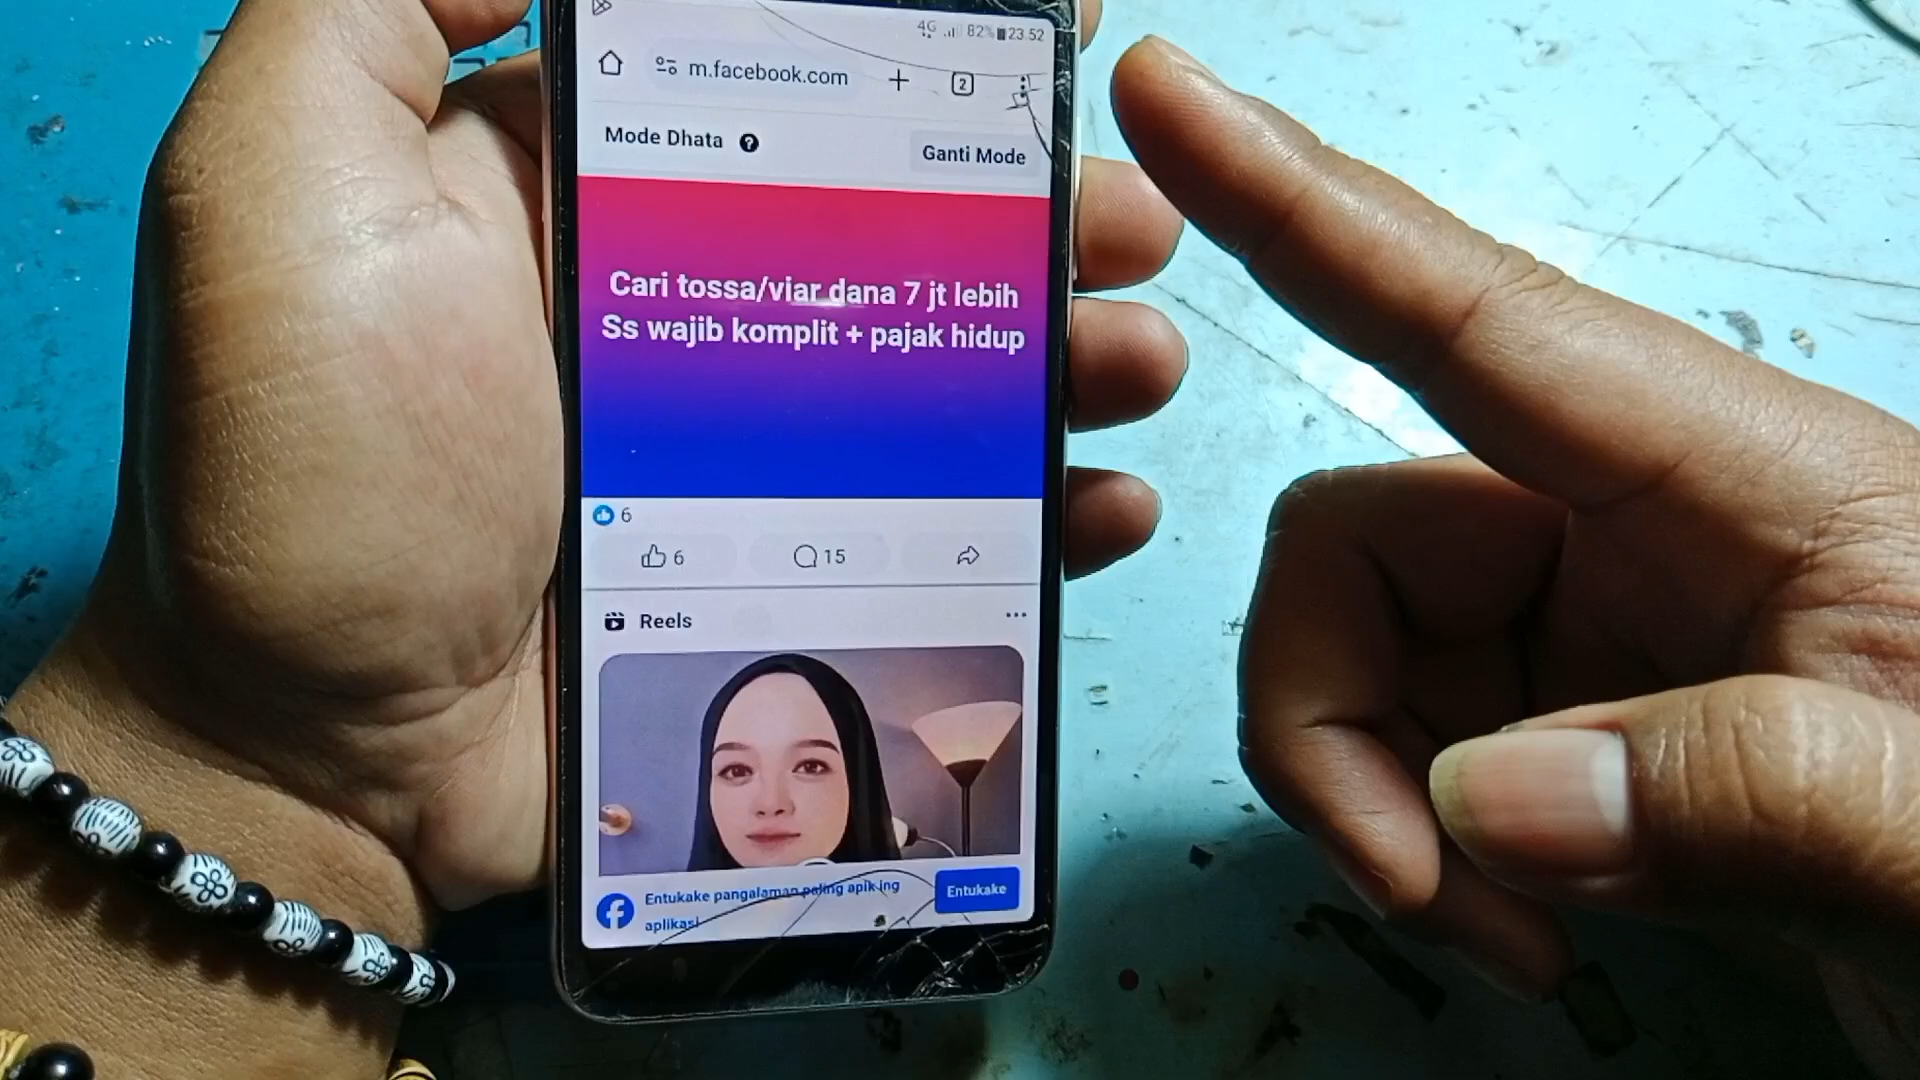 4G 82% 23.52
m.facebook.com 2
Mode Dhata ? Ganti Mode
Cari tossa/viar dana 7 jt lebih
Ss wajib komplit + pajak hidup
6
6 15
Reels
Entukake pangalaman paling apik ing
aplikasi
Entukake